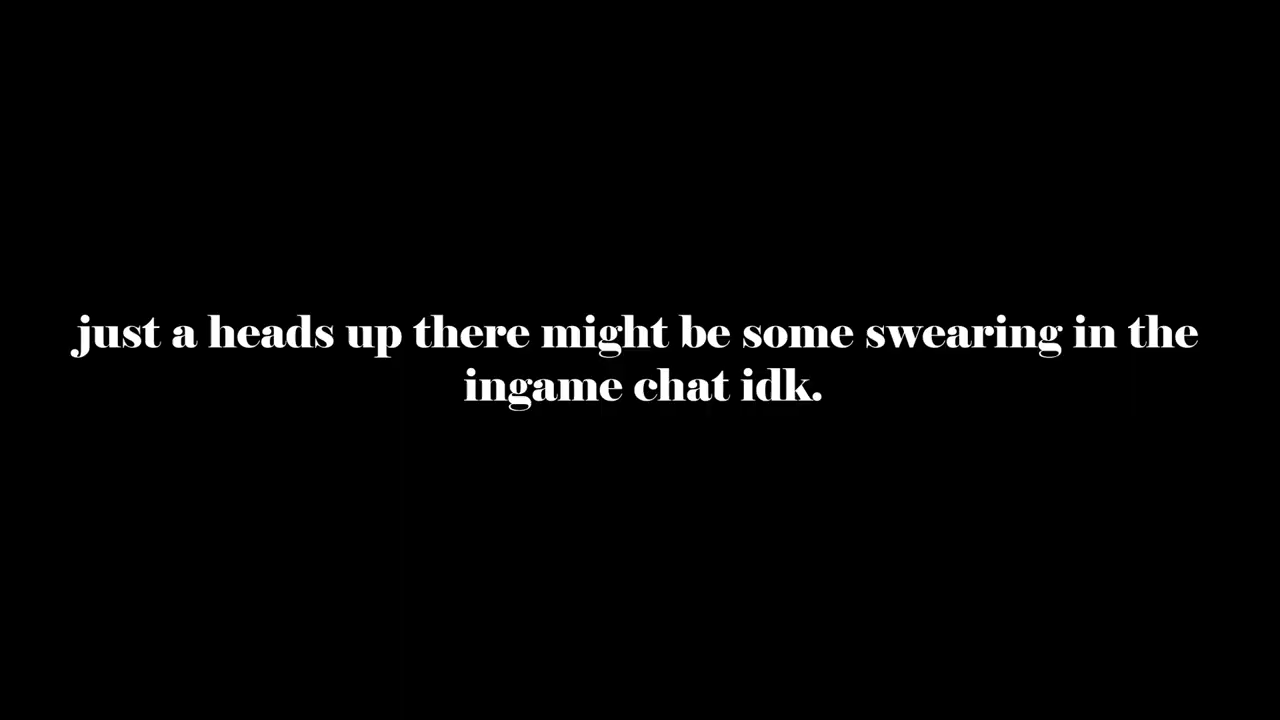 just a heads up there might be some swearing in the
ingame chat idk.